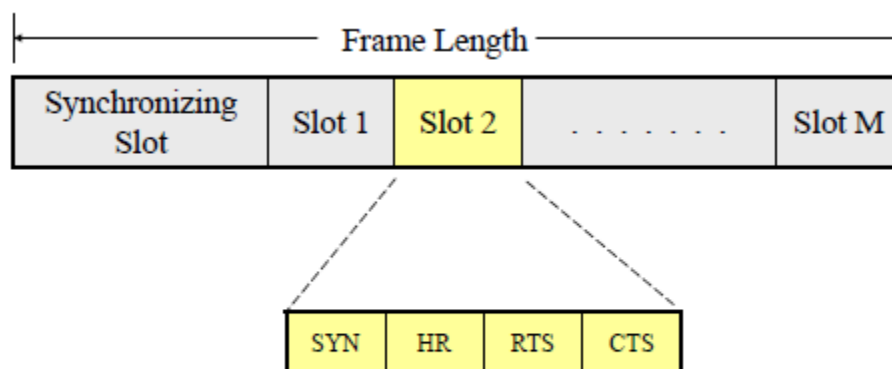 Frame Length
Synchronizing
Slot
Slot 1
Slot 2
. . . . . . .
Slot M
SYN
HR
RTS
CTS